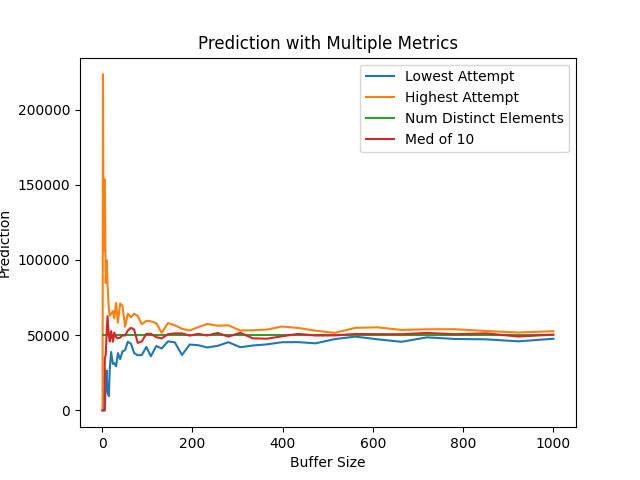 Prediction with Multiple Metrics
Lowest Attempt
Highest Attempt
Num Distinct Elements
Med of 10
200000
150000
100000
50000
0
Prediction
0 200 400 600 800 1000
Buffer Size